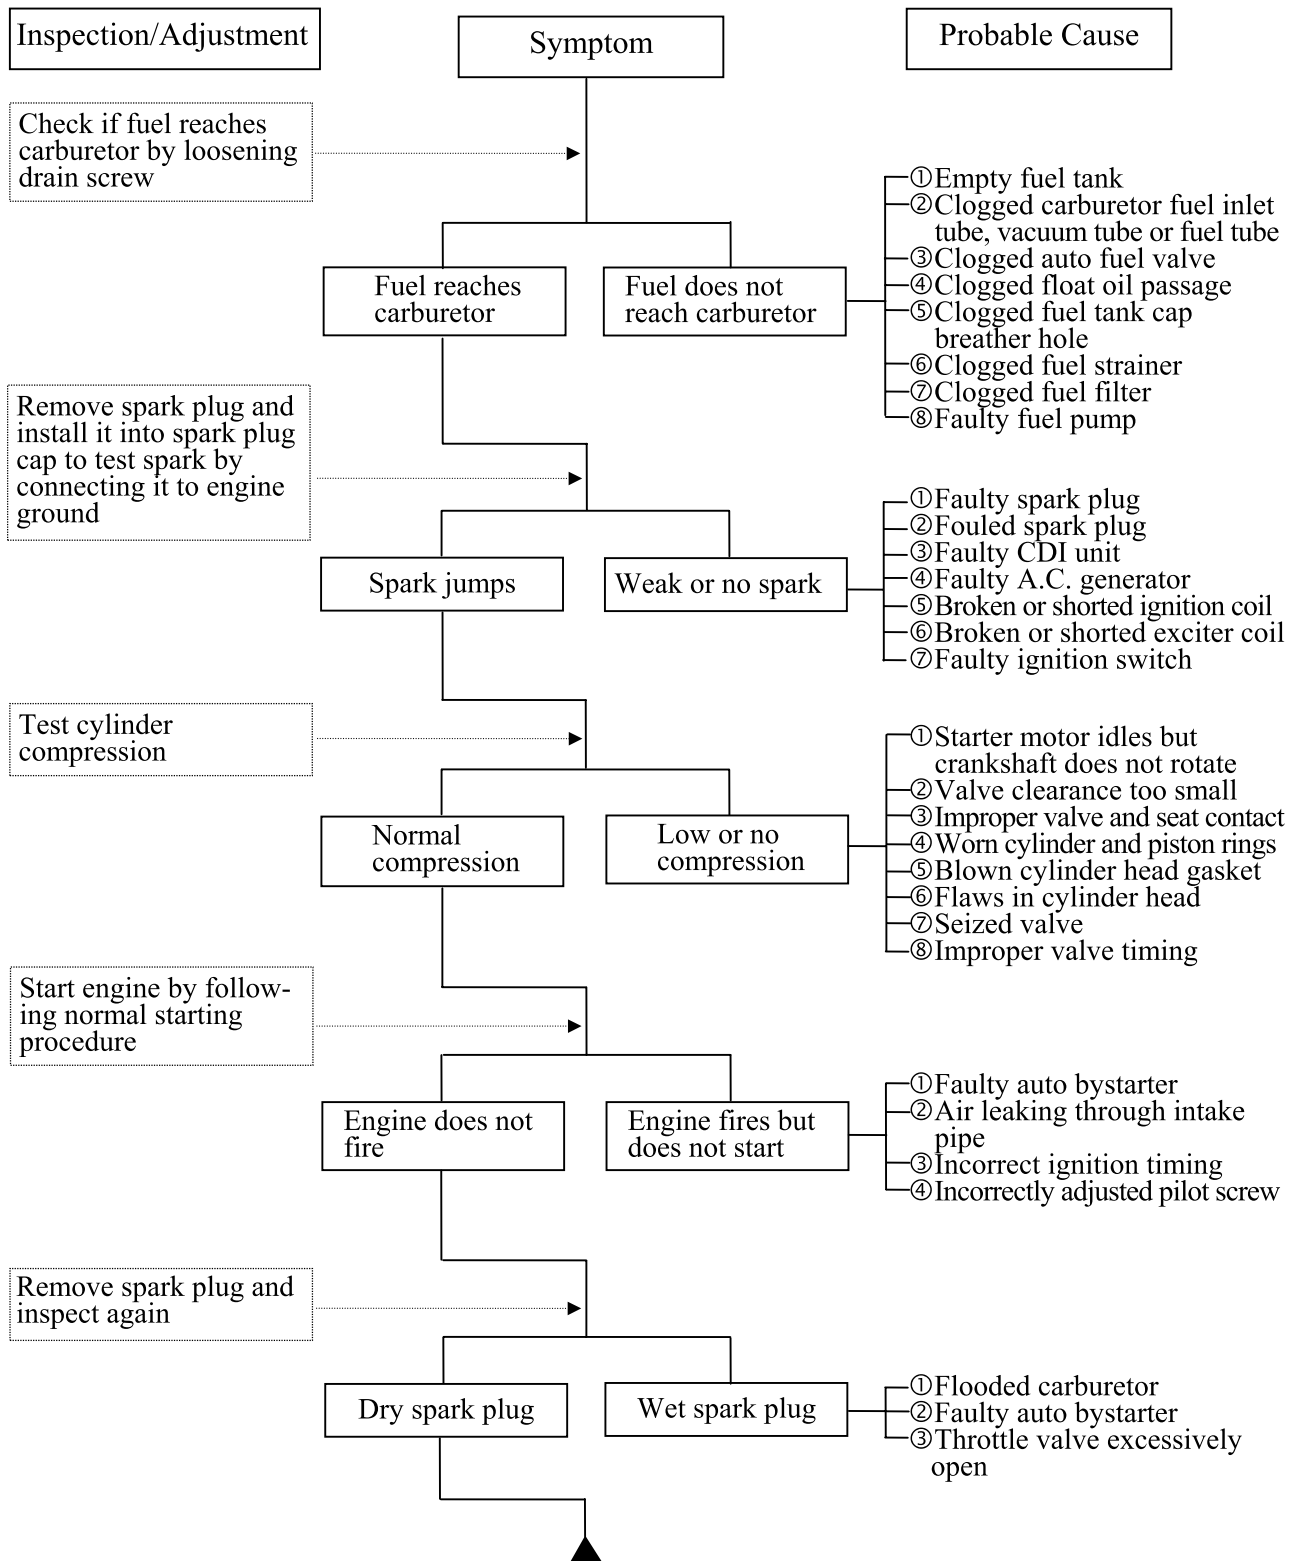 Inspection/Adjustment
Symptom
Probable Cause
Check if fuel reaches
carburetor by loosening
drain screw
①Empty fuel tank
②Clogged carburetor fuel inlet
tube, vacuum tube or fuel tube
③Clogged auto fuel valve
④Clogged float oil passage
⑤Clogged fuel tank cap
breather hole
⑥Clogged fuel strainer
⑦Clogged fuel filter
⑧Faulty fuel pump
Fuel reaches
carburetor
Fuel does not
reach carburetor
Remove spark plug and
install it into spark plug
cap to test spark by
connecting it to engine
ground
①Faulty spark plug
②Fouled spark plug
③Faulty CDI unit
④Faulty A.C. generator
⑤Broken or shorted ignition coil
⑥Broken or shorted exciter coil
⑦Faulty ignition switch
Spark jumps
Weak or no spark
Test cylinder
compression
①Starter motor idles but
crankshaft does not rotate
②Valve clearance too small
③Improper valve and seat contact
④Worn cylinder and piston rings
⑤Blown cylinder head gasket
⑥Flaws in cylinder head
⑦Seized valve
⑧Improper valve timing
Normal
compression
Low or no
compression
Start engine by follow-
ing normal starting
procedure
①Faulty auto bystarter
②Air leaking through intake
pipe
③Incorrect ignition timing
④Incorrectly adjusted pilot screw
Engine does not
fire
Engine fires but
does not start
Remove spark plug and
inspect again
①Flooded carburetor
②Faulty auto bystarter
③Throttle valve excessively
open
Dry spark plug
Wet spark plug